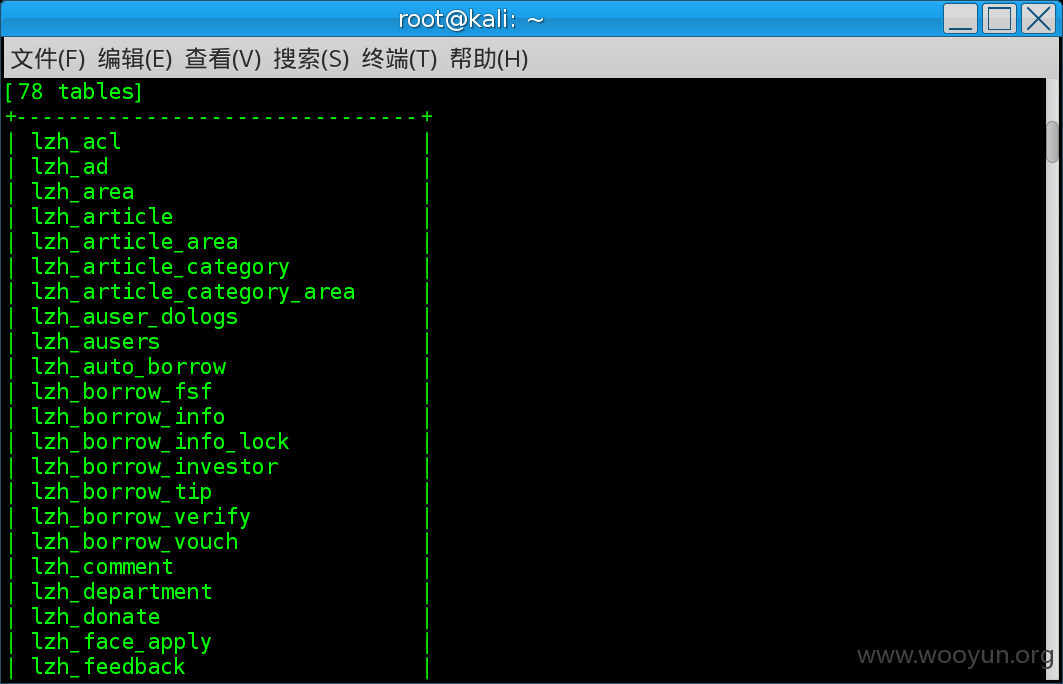 root@kali: ~
文件(F) 编辑(E) 查看(V) 搜索(S) 终端(T) 帮助(H)
[78 tables]
+-------------------------------+
| lzh_acl |
| lzh_ad |
| lzh_area |
| lzh_article |
| lzh_article_area |
| lzh_article_category |
| lzh_article_category_area |
| lzh_auser_dologs |
| lzh_ausers |
| lzh_auto_borrow |
| lzh_borrow_fsf |
| lzh_borrow_info |
| lzh_borrow_info_lock |
| lzh_borrow_investor |
| lzh_borrow_tip |
| lzh_borrow_verify |
| lzh_borrow_vouch |
| lzh_comment |
| lzh_department |
| lzh_donate |
| lzh_face_apply |
| lzh_feedback |
www.wooyun.org